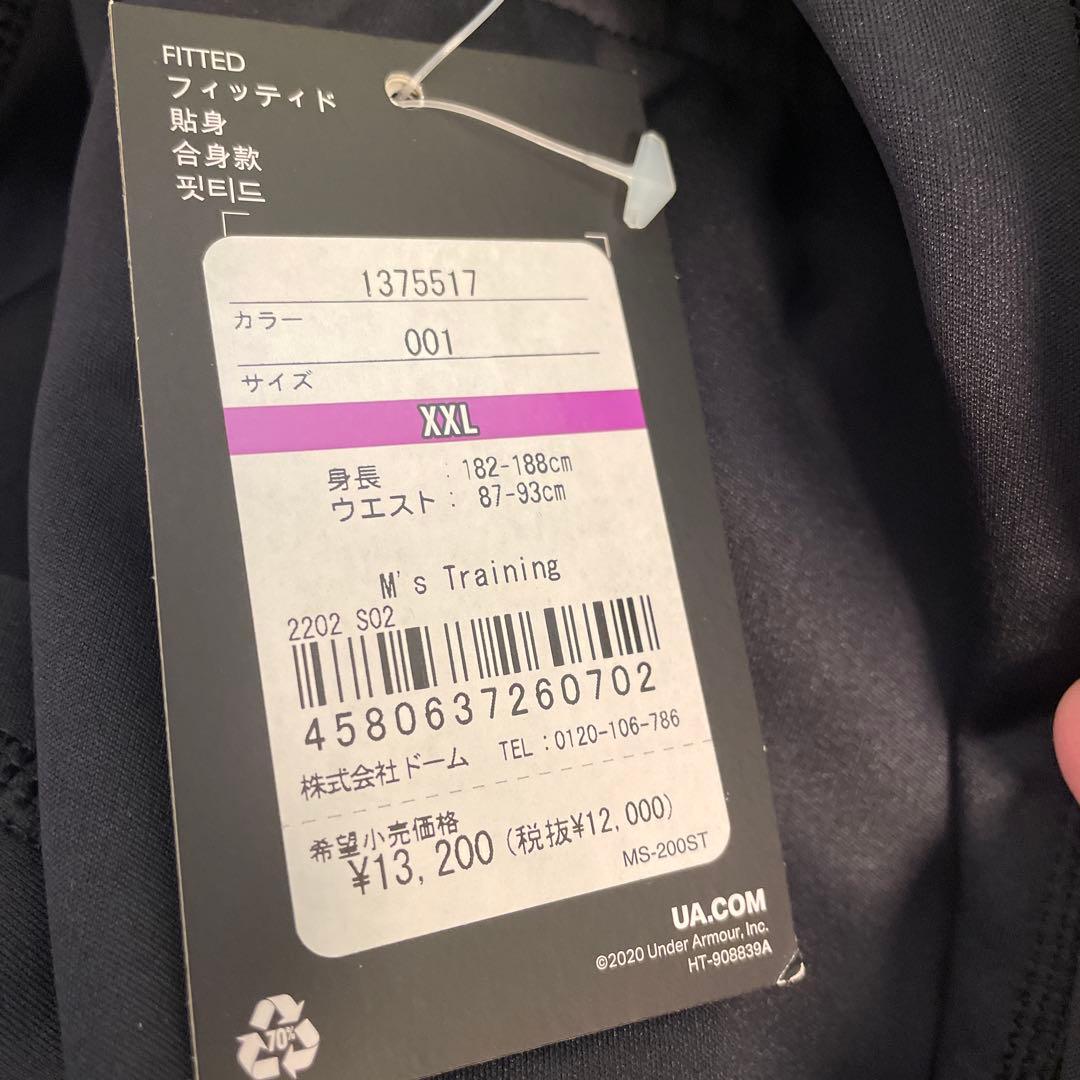 FITTED
フィッティド
貼身
合身款
핏티드
1375517
カラー
001
サイズ
XXL
身長 : 182-188cm
ウエスト : 87-93cm
M's Training
2202 S02
4580637260702
株式会社ドーム TEL:0120-106-786
希望小売価格
¥13,200 (税抜¥12,000)
MS-200ST
UA.COM
©2020 Under Armour, Inc.
HT-908839A
70%